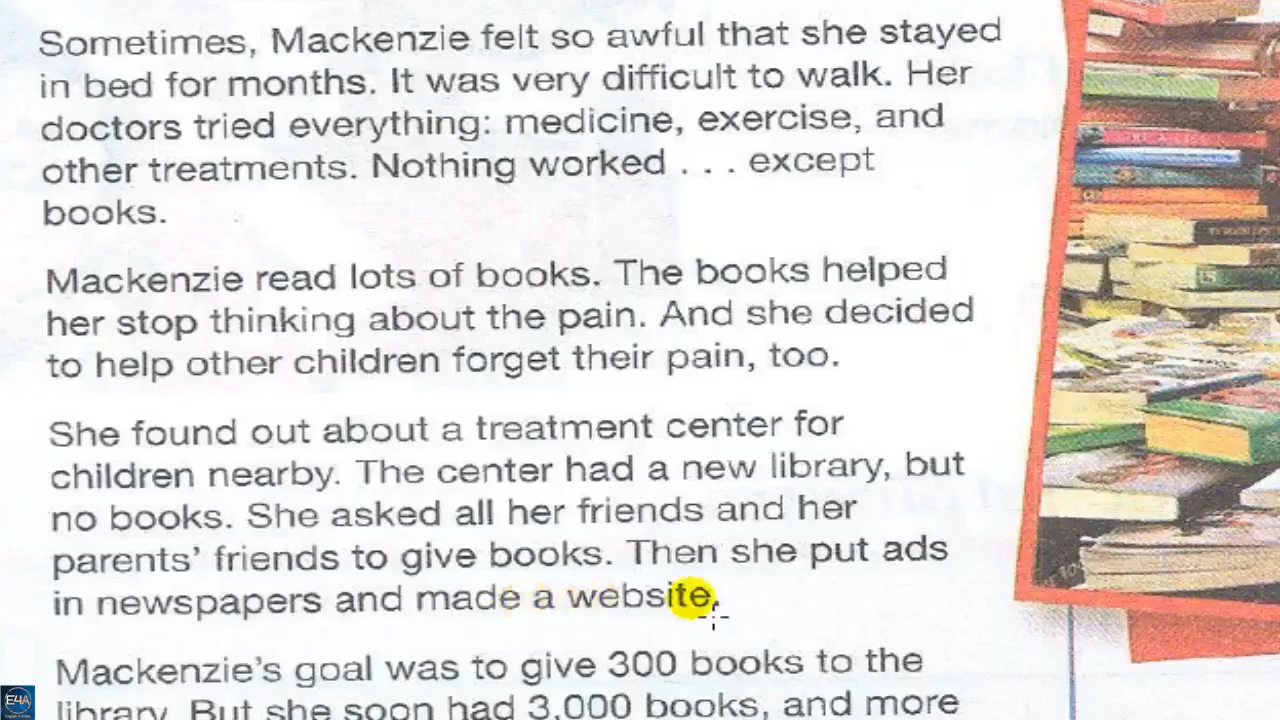 Sometimes, Mackenzie felt so awful that she stayed
in bed for months. It was very difficult to walk. Her
doctors tried everything: medicine, exercise, and
other treatments. Nothing worked . . . except
books.
Mackenzie read lots of books. The books helped
her stop thinking about the pain. And she decided
to help other children forget their pain, too.
She found out about a treatment center for
children nearby. The center had a new library, but
no books. She asked all her friends and her
parents’ friends to give books. Then she put ads
in newspapers and made a website.
Mackenzie’s goal was to give 300 books to the
library. But she soon had 3,000 books, and more
E4A